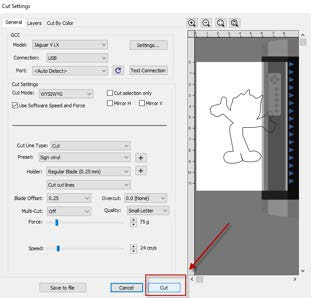 Cut Settings
General Layers Cut By Color
GCC
Model: Jaguar V LX Settings...
Connection: USB
Port: <Auto Detect> Test Connection
Cut Settings
Cut Mode: WYSIWYG Cut selection only
Use Software Speed and Force Mirror H Mirror V
Cut Line Type: Cut
Preset: Sign vinyl +
Holder: Regular Blade (0.25 mm) +
Cut cut lines
Blade Offset: 0.25 Overcut: 0.0 (None)
Multi-Cut: Off Quality: Small Letter
Force: 75 g
Speed: 24 cm/s
Save to file Cancel Cut